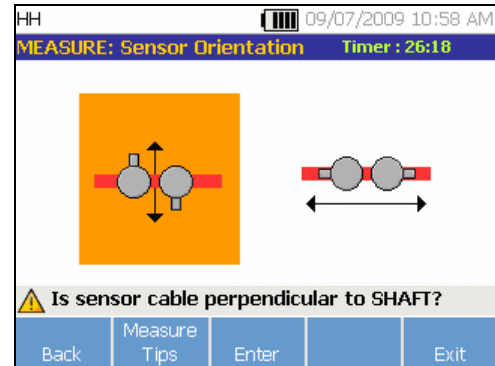 HH 09/07/2009 10:58 AM
MEASURE: Sensor Orientation Timer : 26:18
Is sensor cable perpendicular to SHAFT?
Back Measure Tips Enter Exit